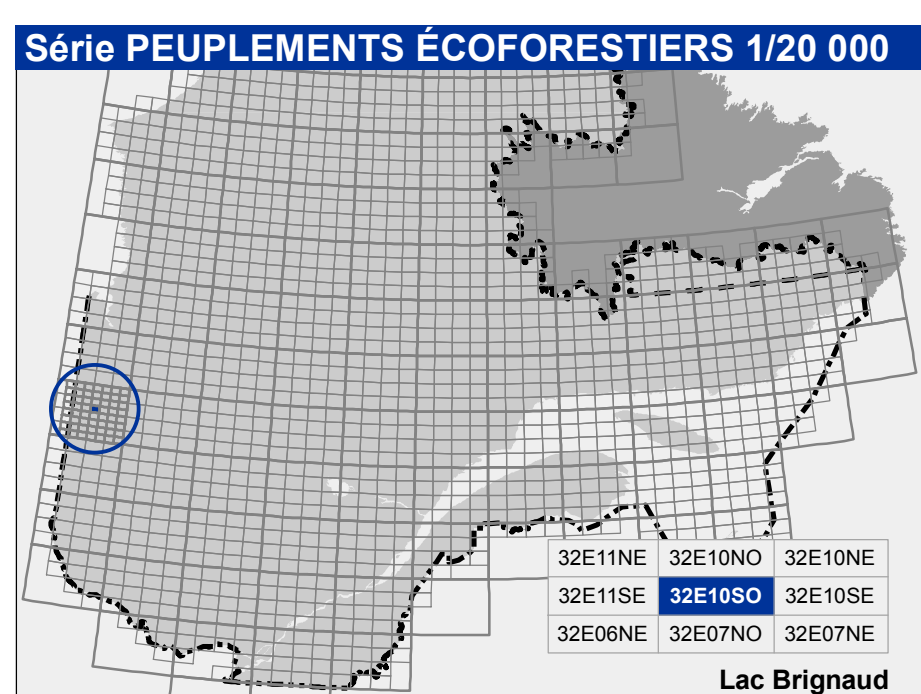 Série PEUPLEMENTS ÉCOFORESTIERS 1/20 000
32E11NE 32E10NO 32E10NE
32E11SE 32E10SO 32E10SE
32E06NE 32E07NO 32E07NE
Lac Brignaud